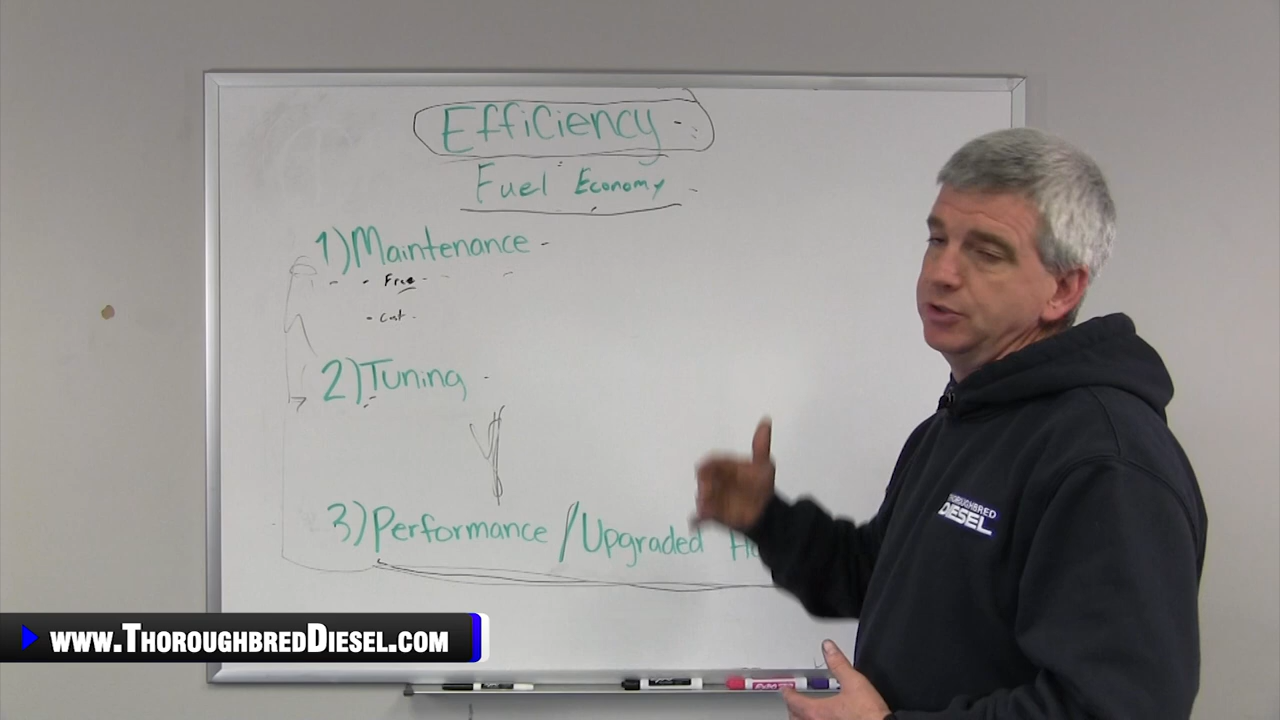 Efficiency
Fuel Economy
1) Maintenance -
- Free -
- Cost -
2) Tuning -
3) Performance / Upgraded
THOROUGHBRED
DIESEL
www.ThoroughbredDiesel.com